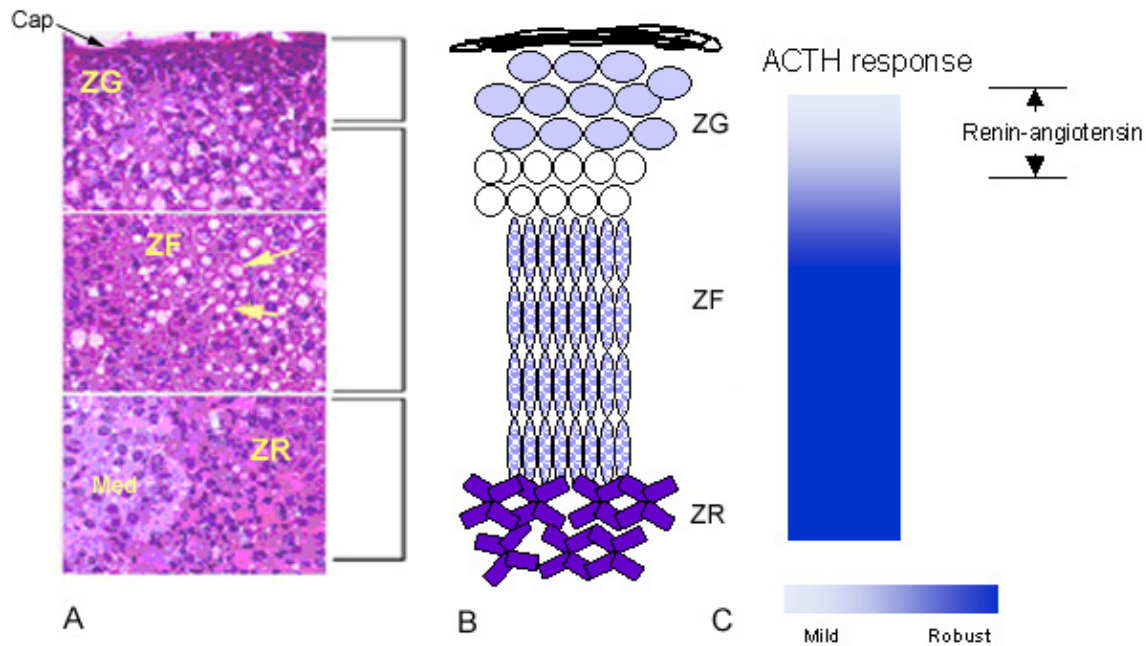 Cap
ZG
ZF
ZR
Med
A
ZG
ZF
ZR
B
ACTH response
Renin-angiotensin
C
Mild
Robust